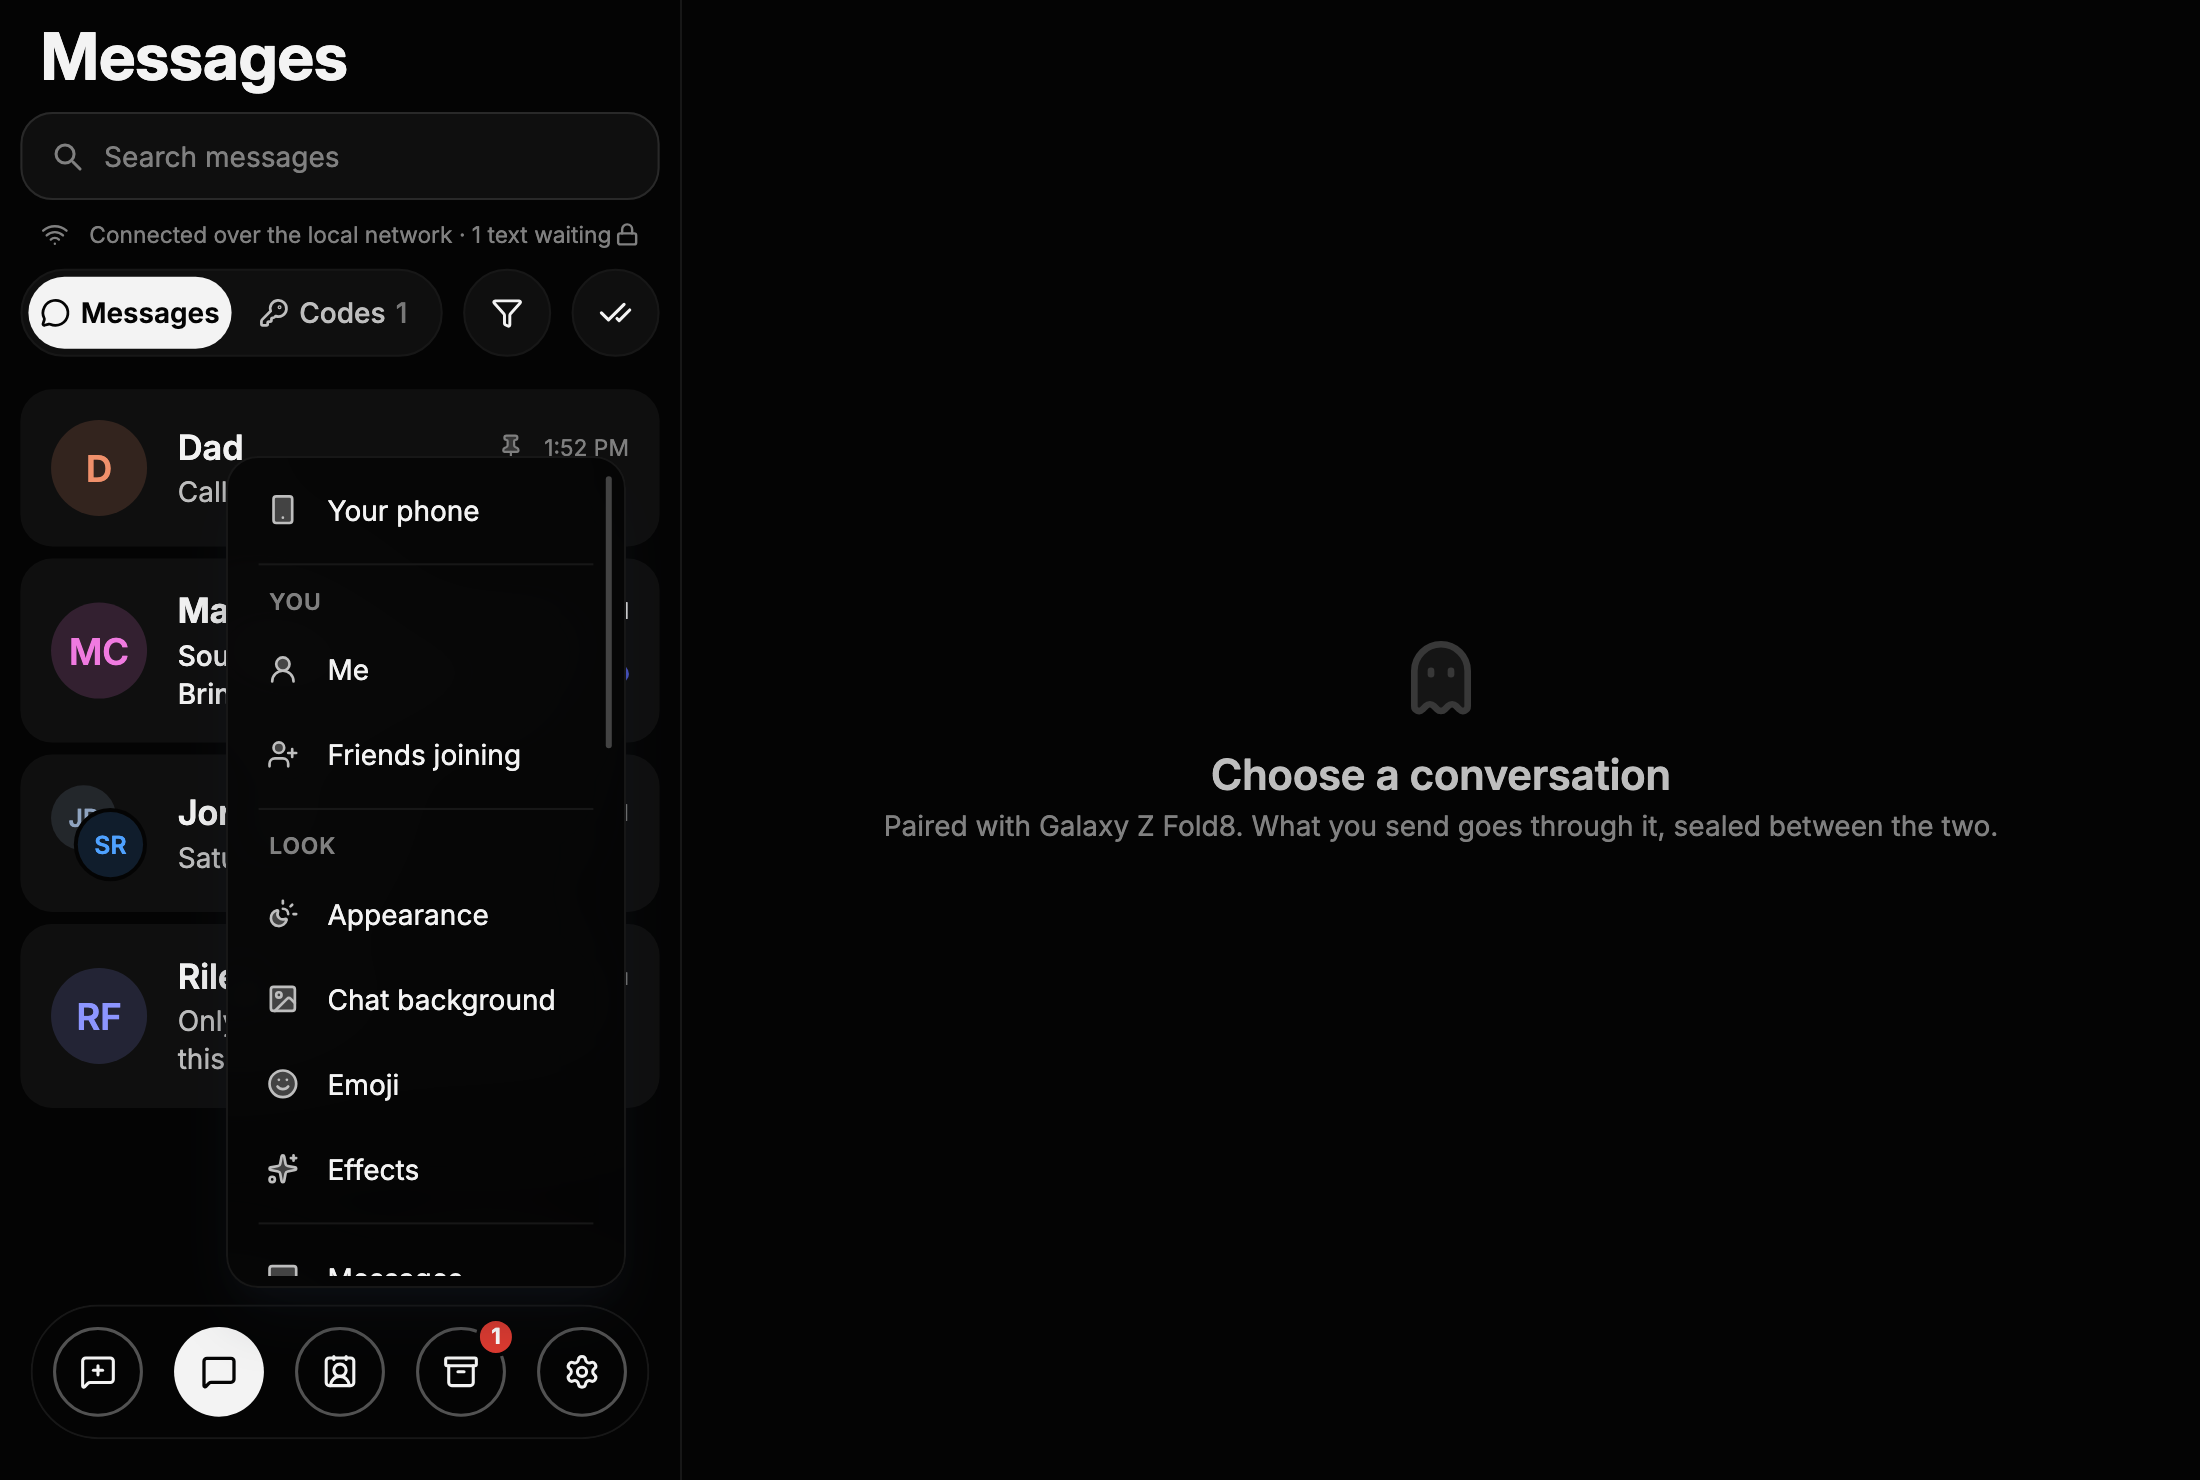 Messages
Search messages
Connected over the local network · 1 text waiting
Messages
Codes 1
Dad
1:52 PM
Call
D
Your phone
YOU
MC
Me
Friends joining
LOOK
SR
Appearance
Chat background
RF
this
Emoji
Effects
1
Choose a conversation
Paired with Galaxy Z Fold8. What you send goes through it, sealed between the two.